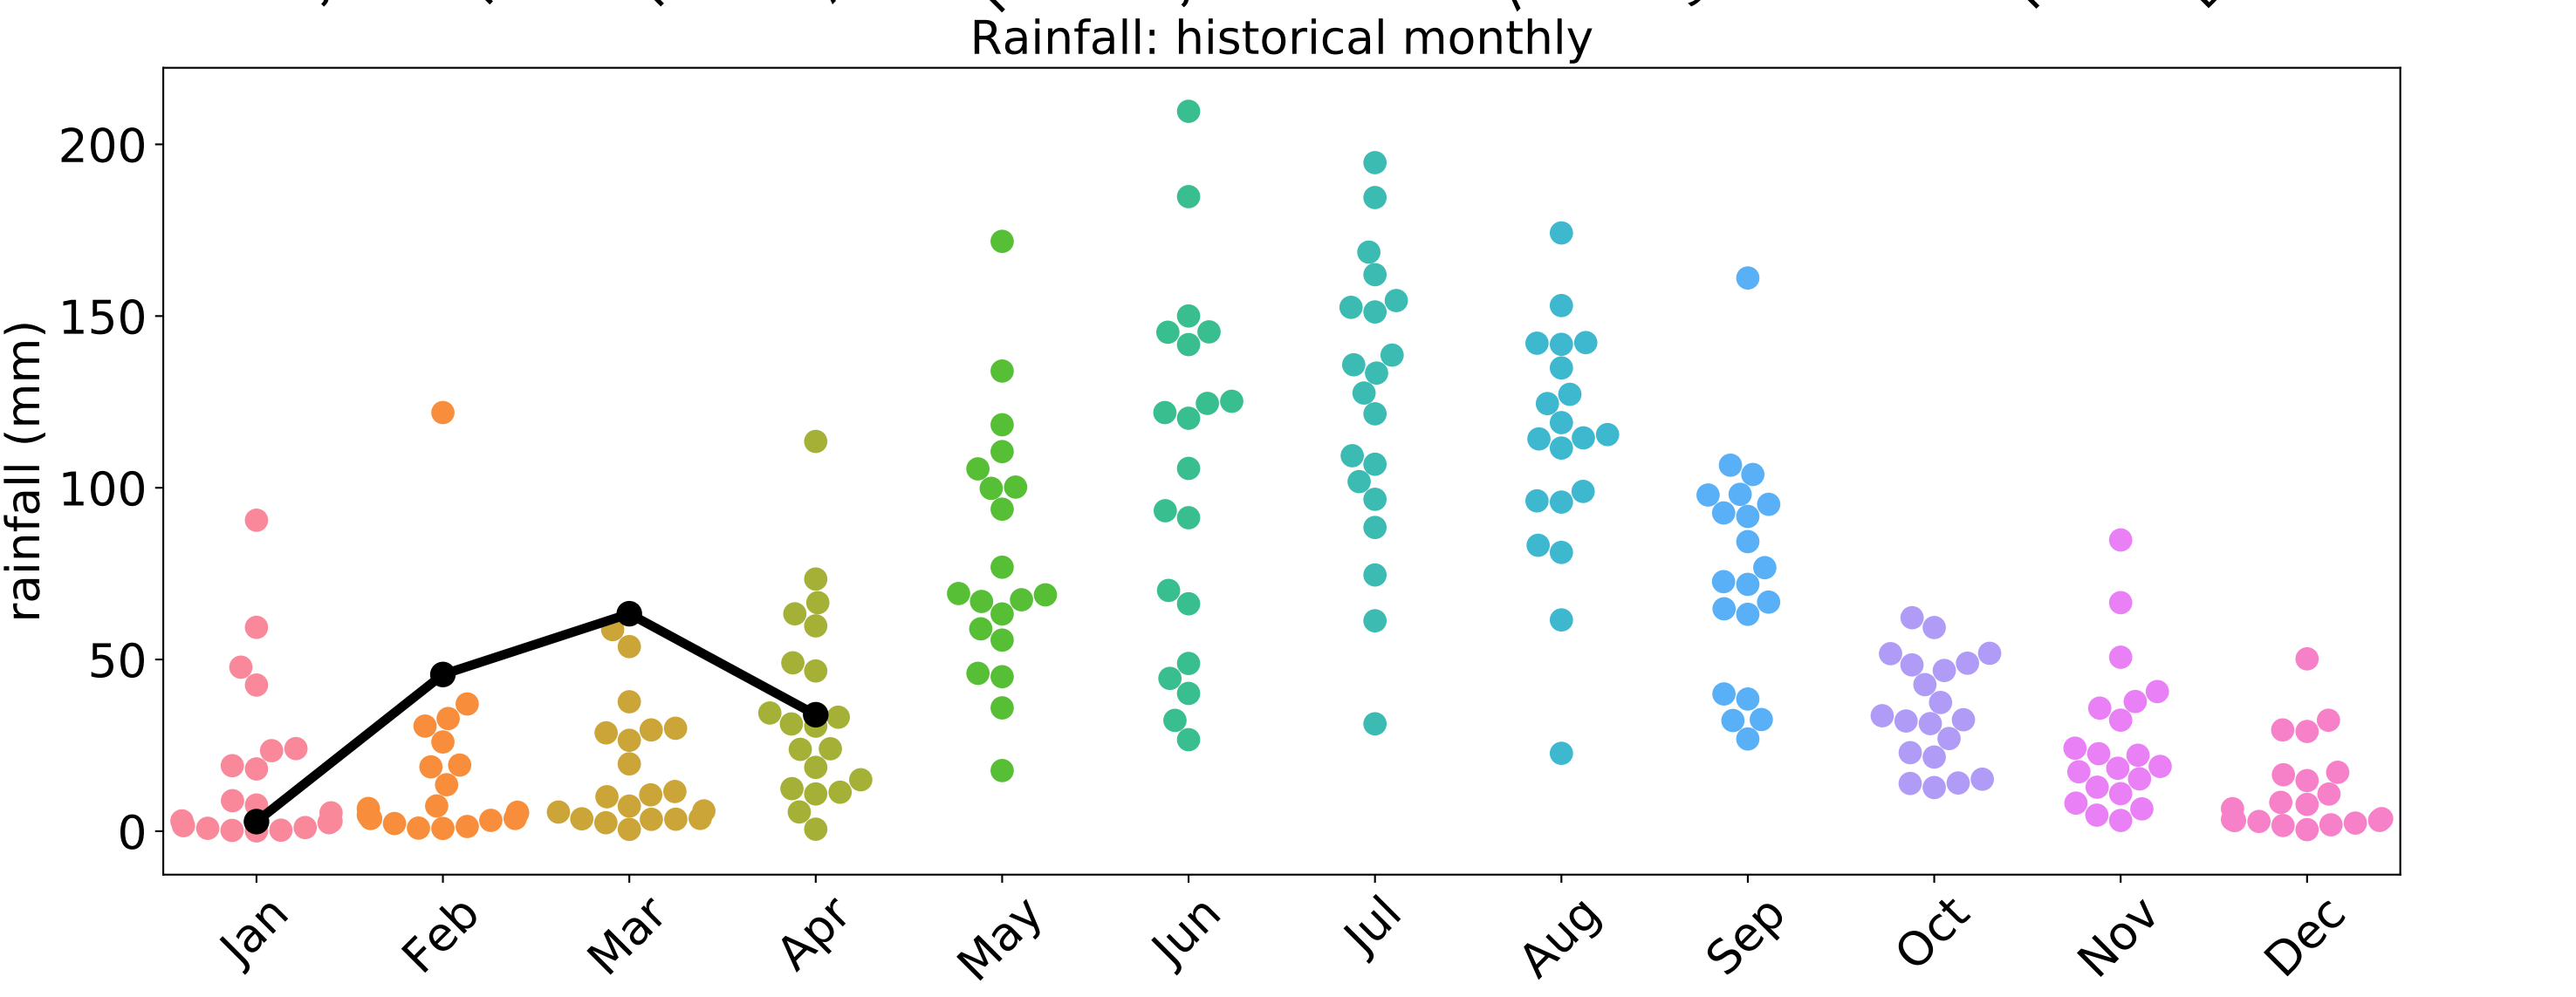 Rainfall: historical monthly
rainfall (mm)
200
150
100
50
0
Jan
Feb
Mar
Apr
May
Jun
Jul
Aug
Sep
Oct
Nov
Dec